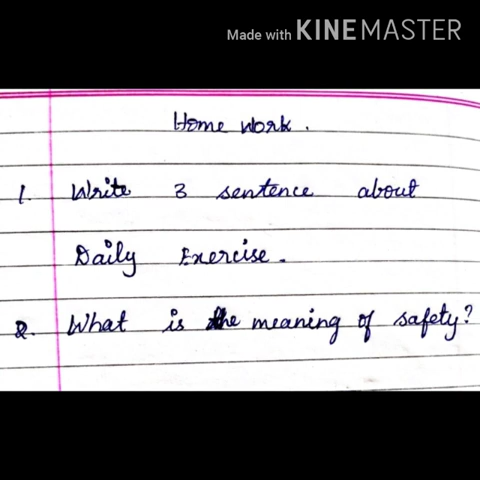 Made with KINEMASTER
Home work.
1. Write 3 sentence about
Daily Exercise.
2. What is the meaning of safety?